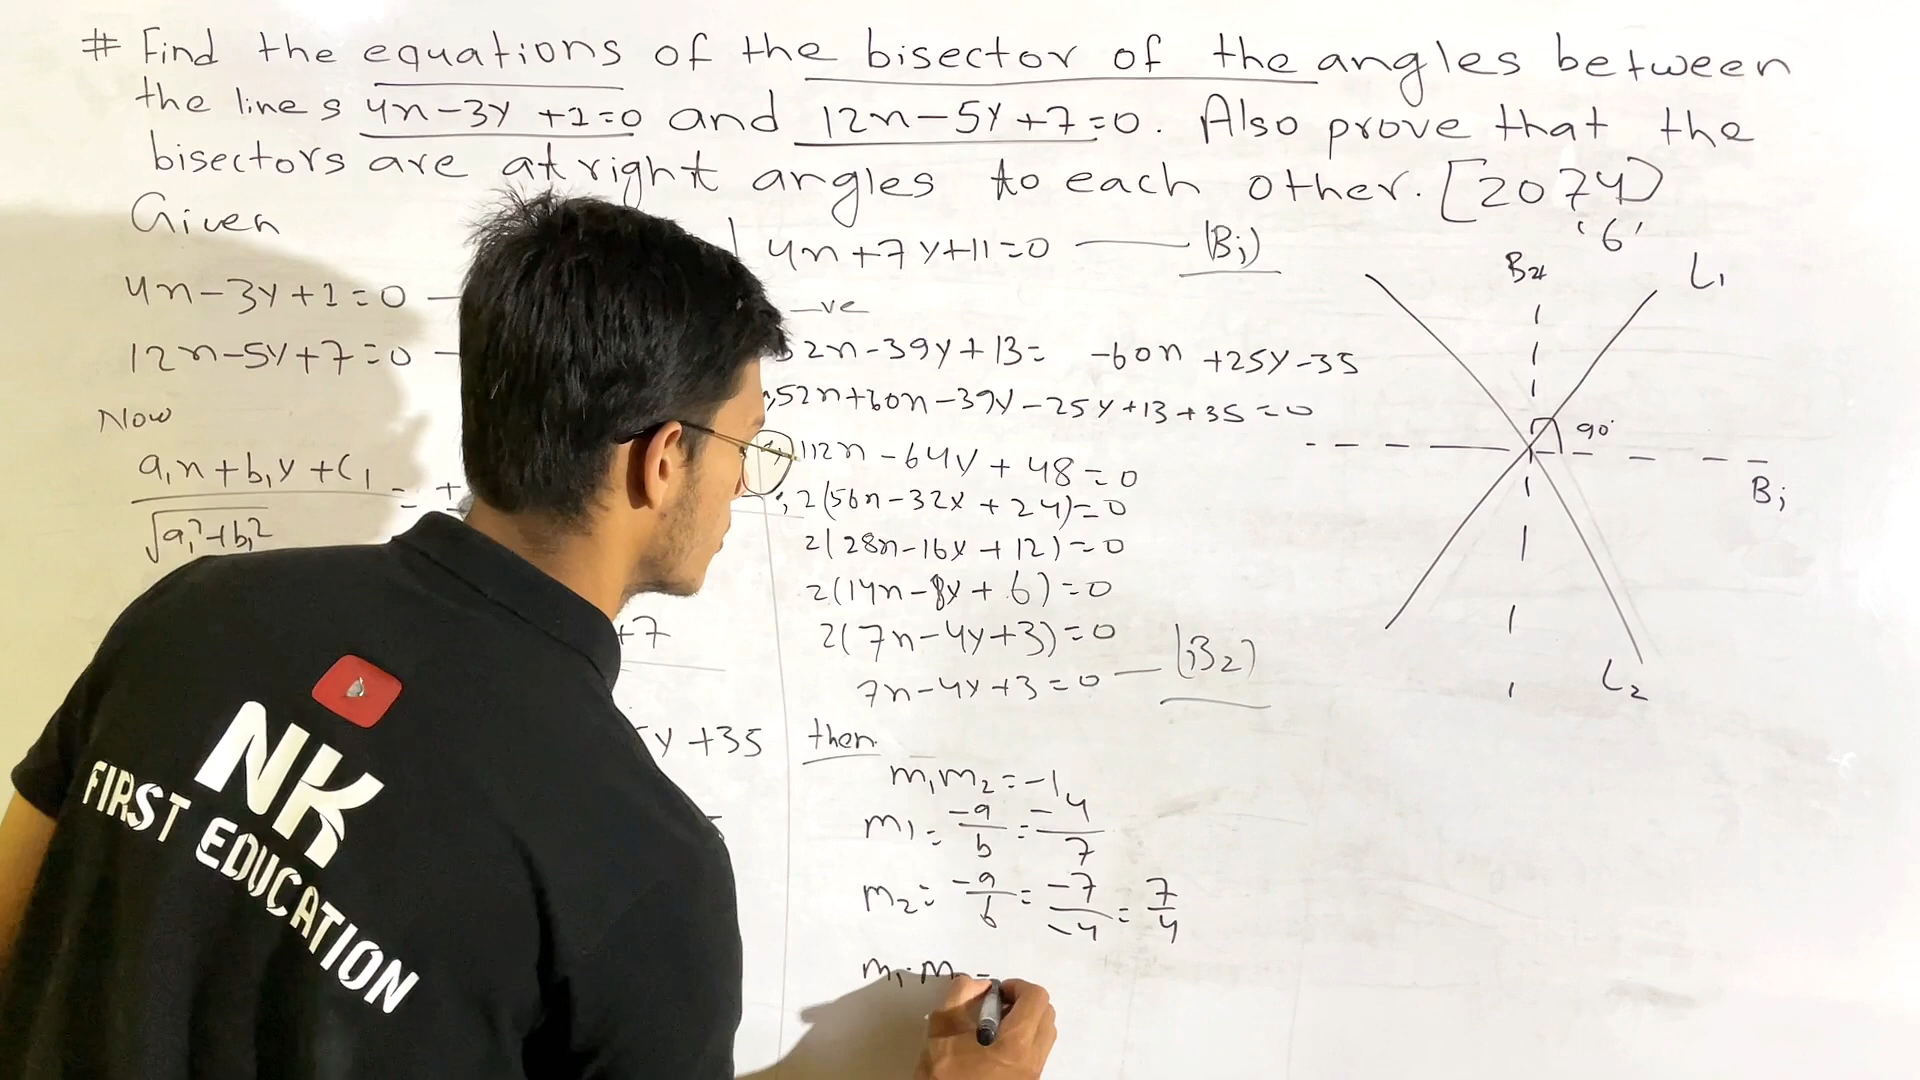 # Find the equations of the bisector of the angles between
the lines 4x-3y+1=0 and 12x-5y+7=0. Also prove that the
bisectors are at right angles to each other. [2074]
'6'
Given
4x-3y+1=0
12x-5y+7=0
Now
a₁x+b₁y+c₁ = ±
√a₁²+b₁²
+7
y+35
4x+7y+11=0 (B₁)
-ve
52x-39y+13= -60x+25y-35
52x+60x-39y-25y+13+35=0
112x-64y+48=0
2(56x-32y+24)=0
2(28x-16y+12)=0
2(14x-8y+6)=0
2(7x-4y+3)=0
7x-4y+3=0 (B₂)
then
m₁m₂=-1
m₁=-a/b=-4/7
m₂=-a/b=-7/-4=7/4
m₁.m =
B₂
L₁
90°
B₁
L₂
NK
FIRST EDUCATION